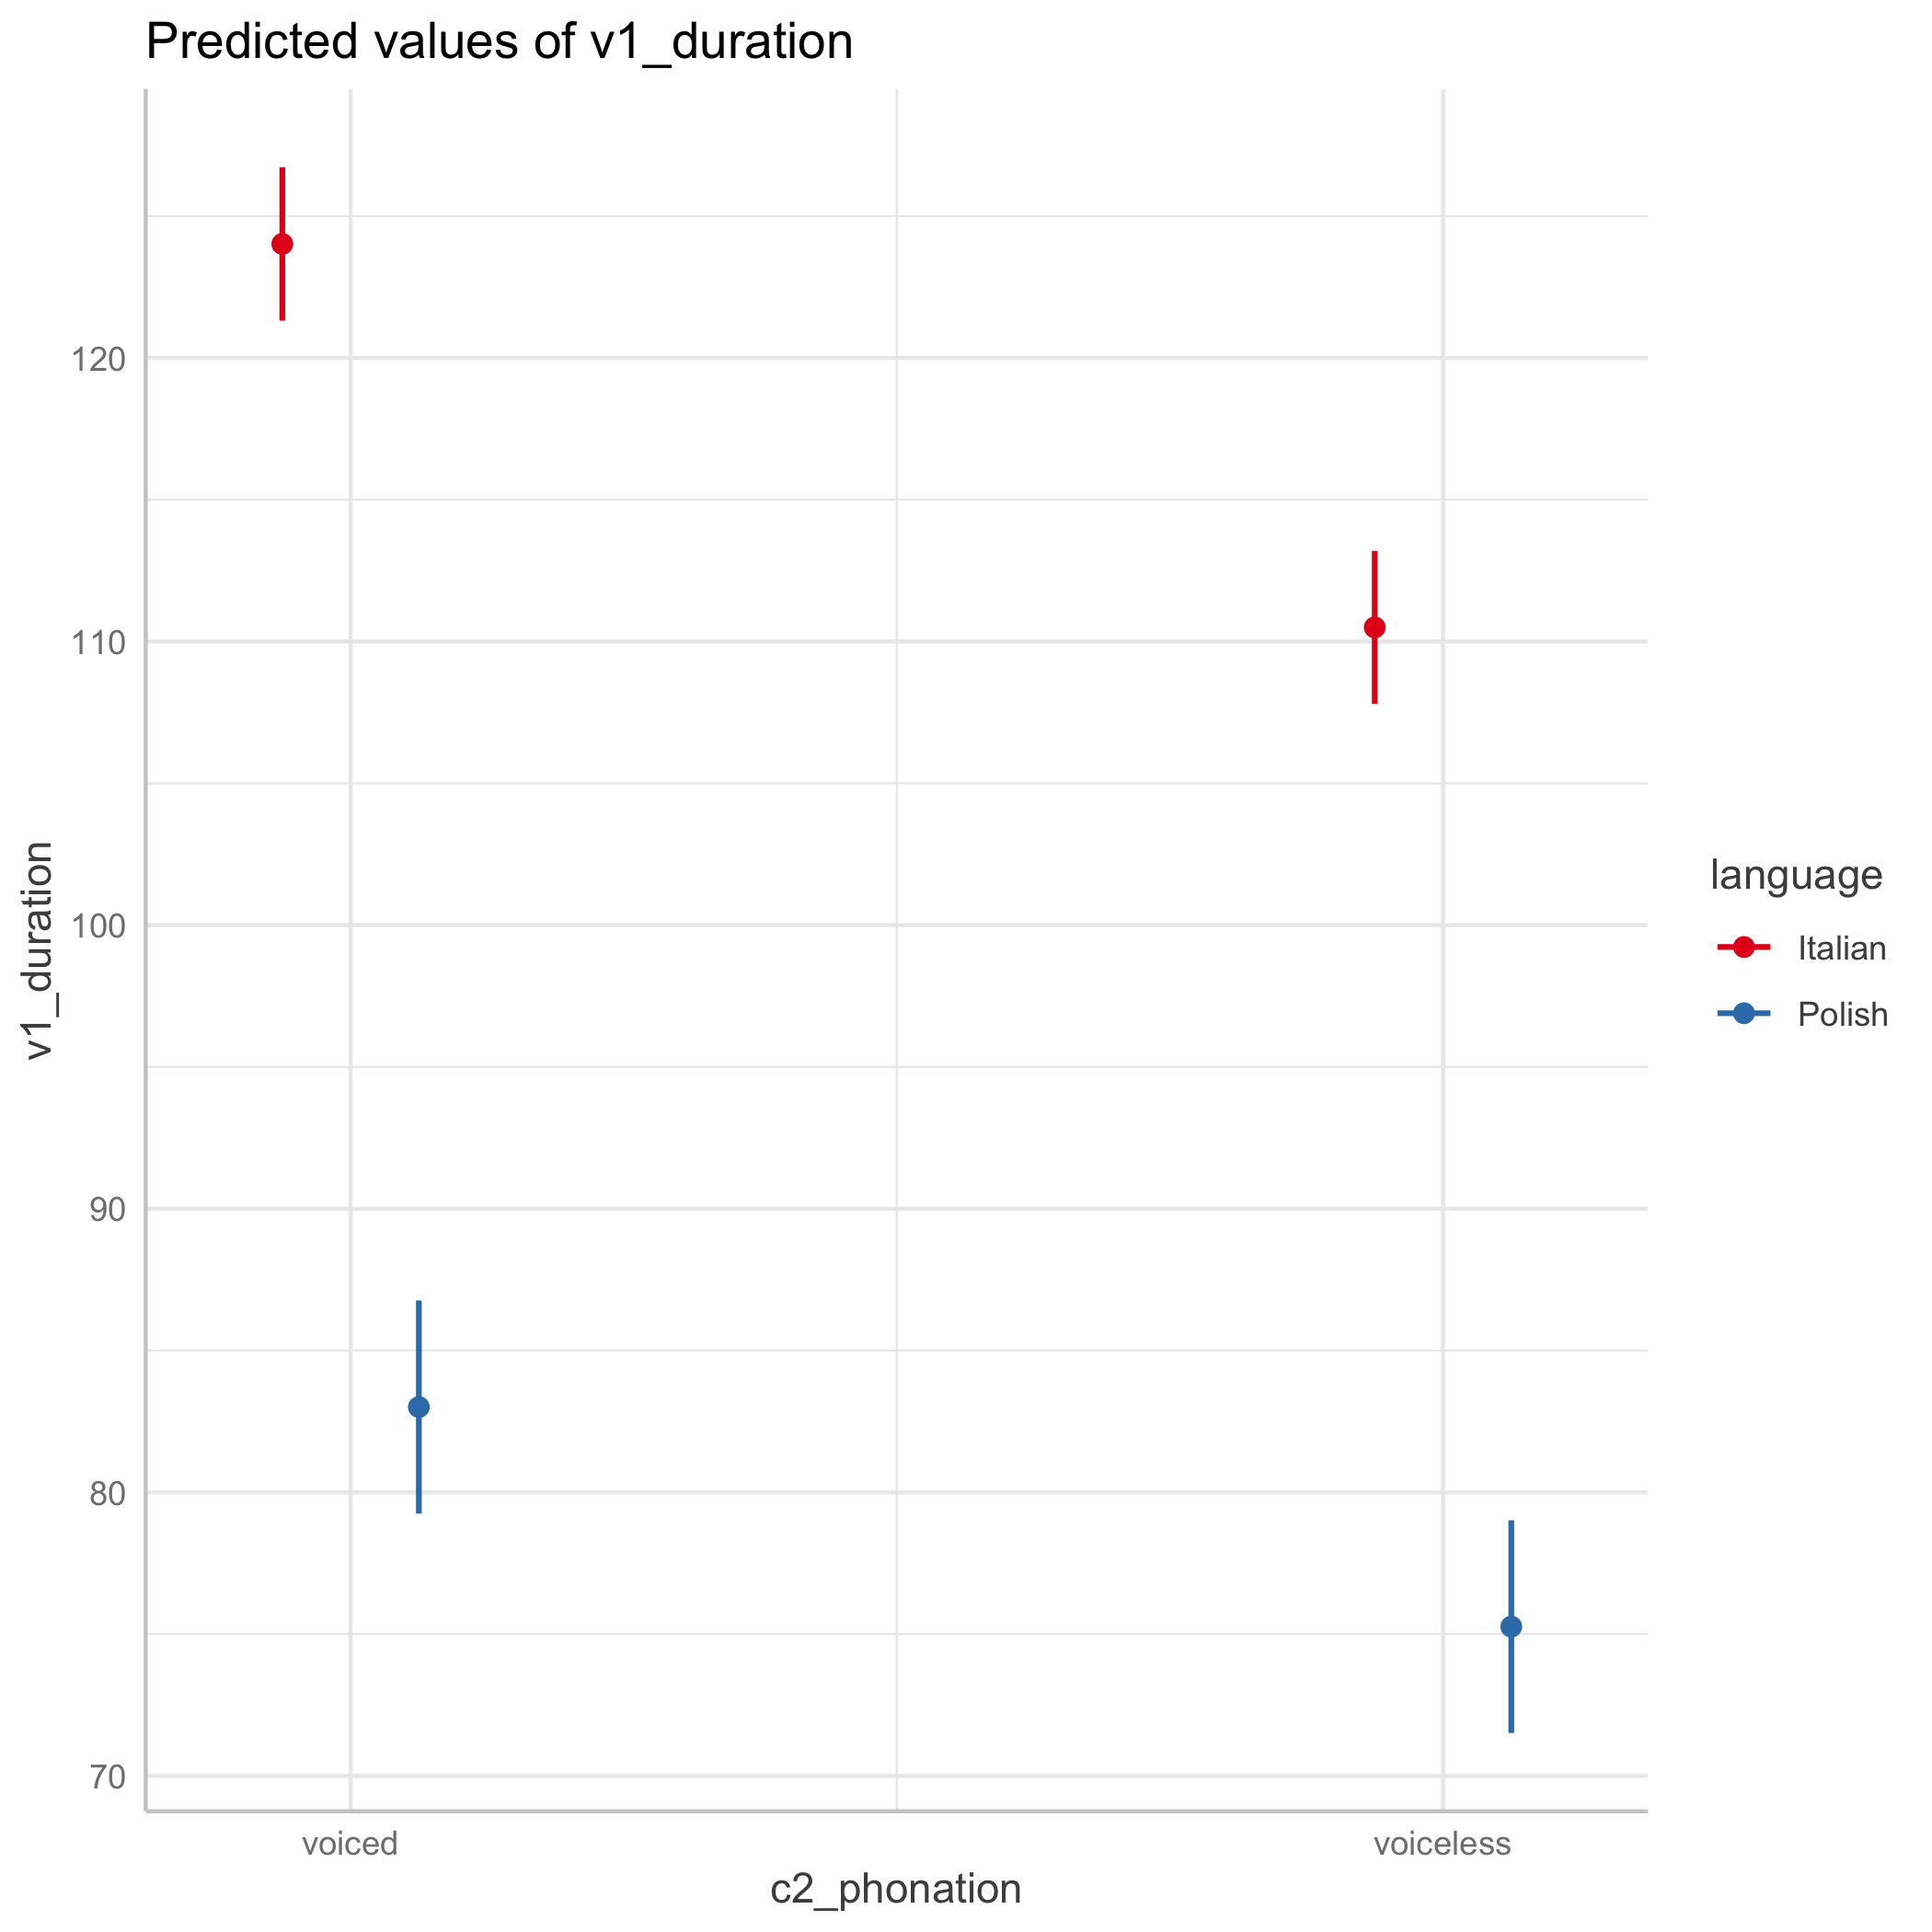 Predicted values of v1_duration
120
110
100
90
80
70
v1_duration
voiced
voiceless
c2_phonation
language
Italian
Polish